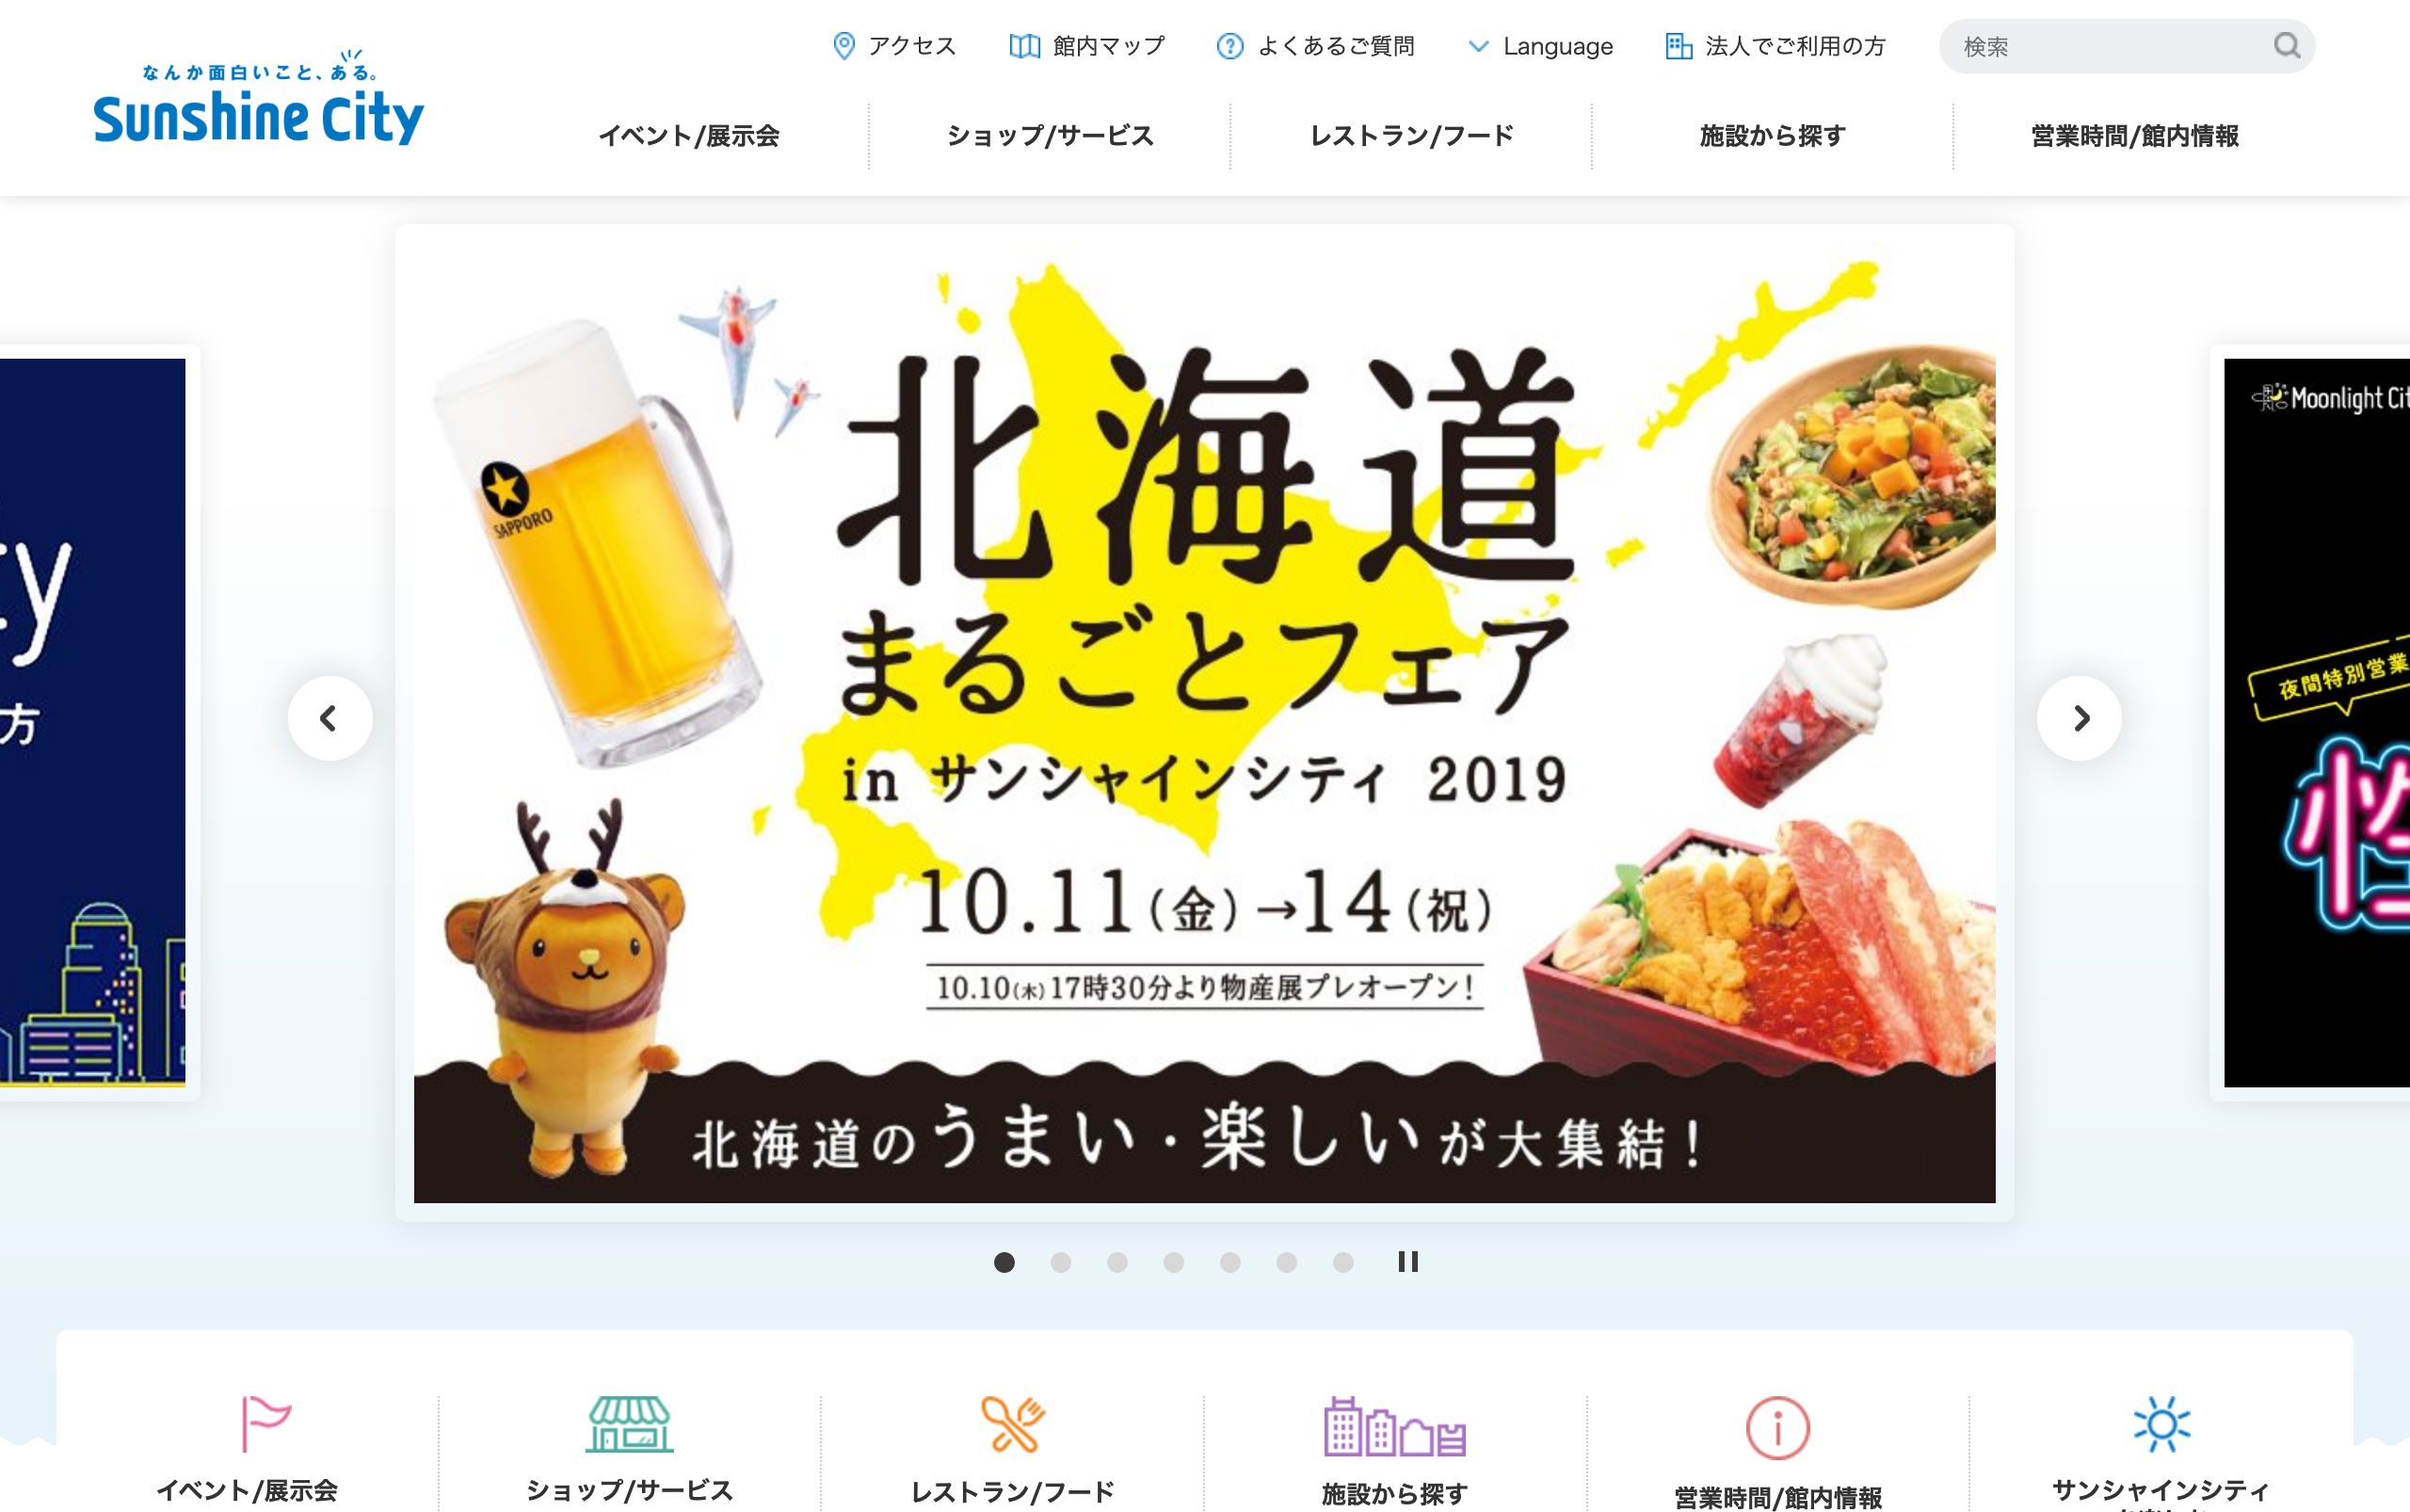 アクセス
館内マップ
よくあるご質問
Language
法人でご利用の方
検索
なんか面白いこと、ある。
Sunshine City
イベント/展示会
ショップ/サービス
レストラン/フード
施設から探す
営業時間/館内情報
ty
方
SAPPORO
北海道
まるごとフェア
in サンシャインシティ 2019
10.11(金)→14(祝)
10.10(木)17時30分より物産展プレオープン!
北海道のうまい・楽しいが大集結!
Moonlight Cit
夜間特別営業
性
イベント/展示会
ショップ/サービス
レストラン/フード
施設から探す
営業時間/館内情報
サンシャインシティ